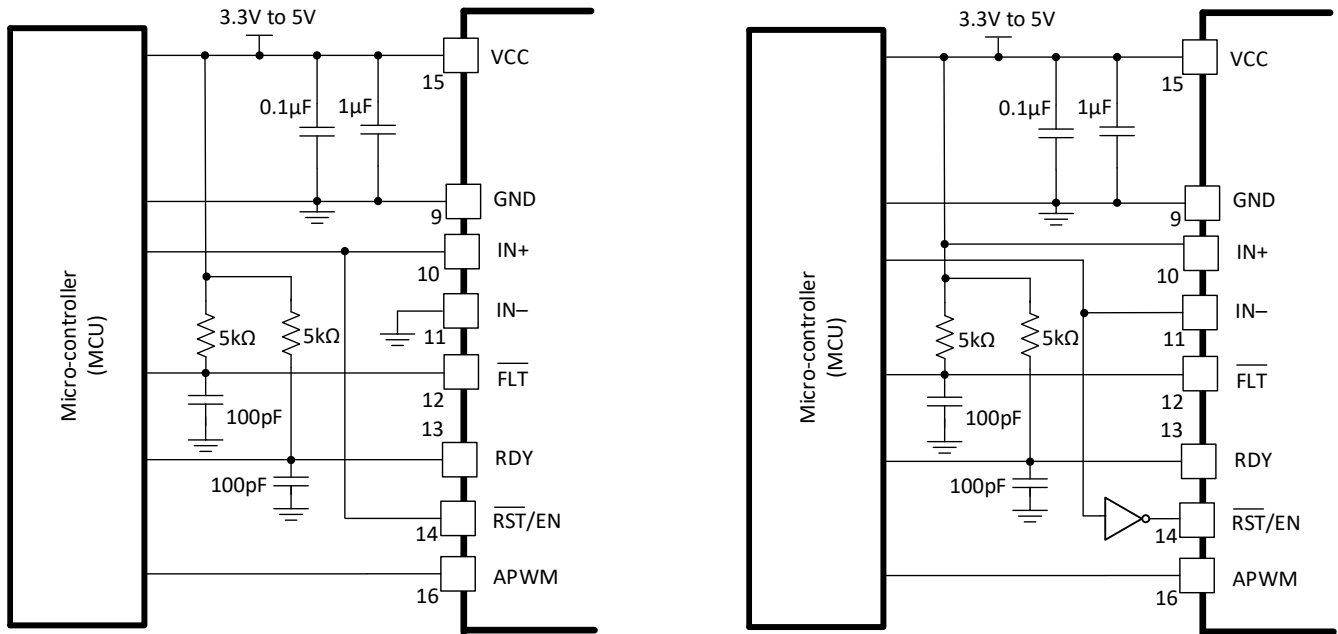 3.3V to 5V
VCC
15
0.1µF
1µF
GND
9
IN+
10
IN–
11
5kΩ
5kΩ
FLT
12
100pF
13
RDY
100pF
RST/EN
14
APWM
16
Micro-controller
(MCU)
3.3V to 5V
VCC
15
0.1µF
1µF
GND
9
IN+
10
IN–
11
5kΩ
5kΩ
FLT
12
100pF
13
RDY
100pF
RST/EN
14
APWM
16
Micro-controller
(MCU)